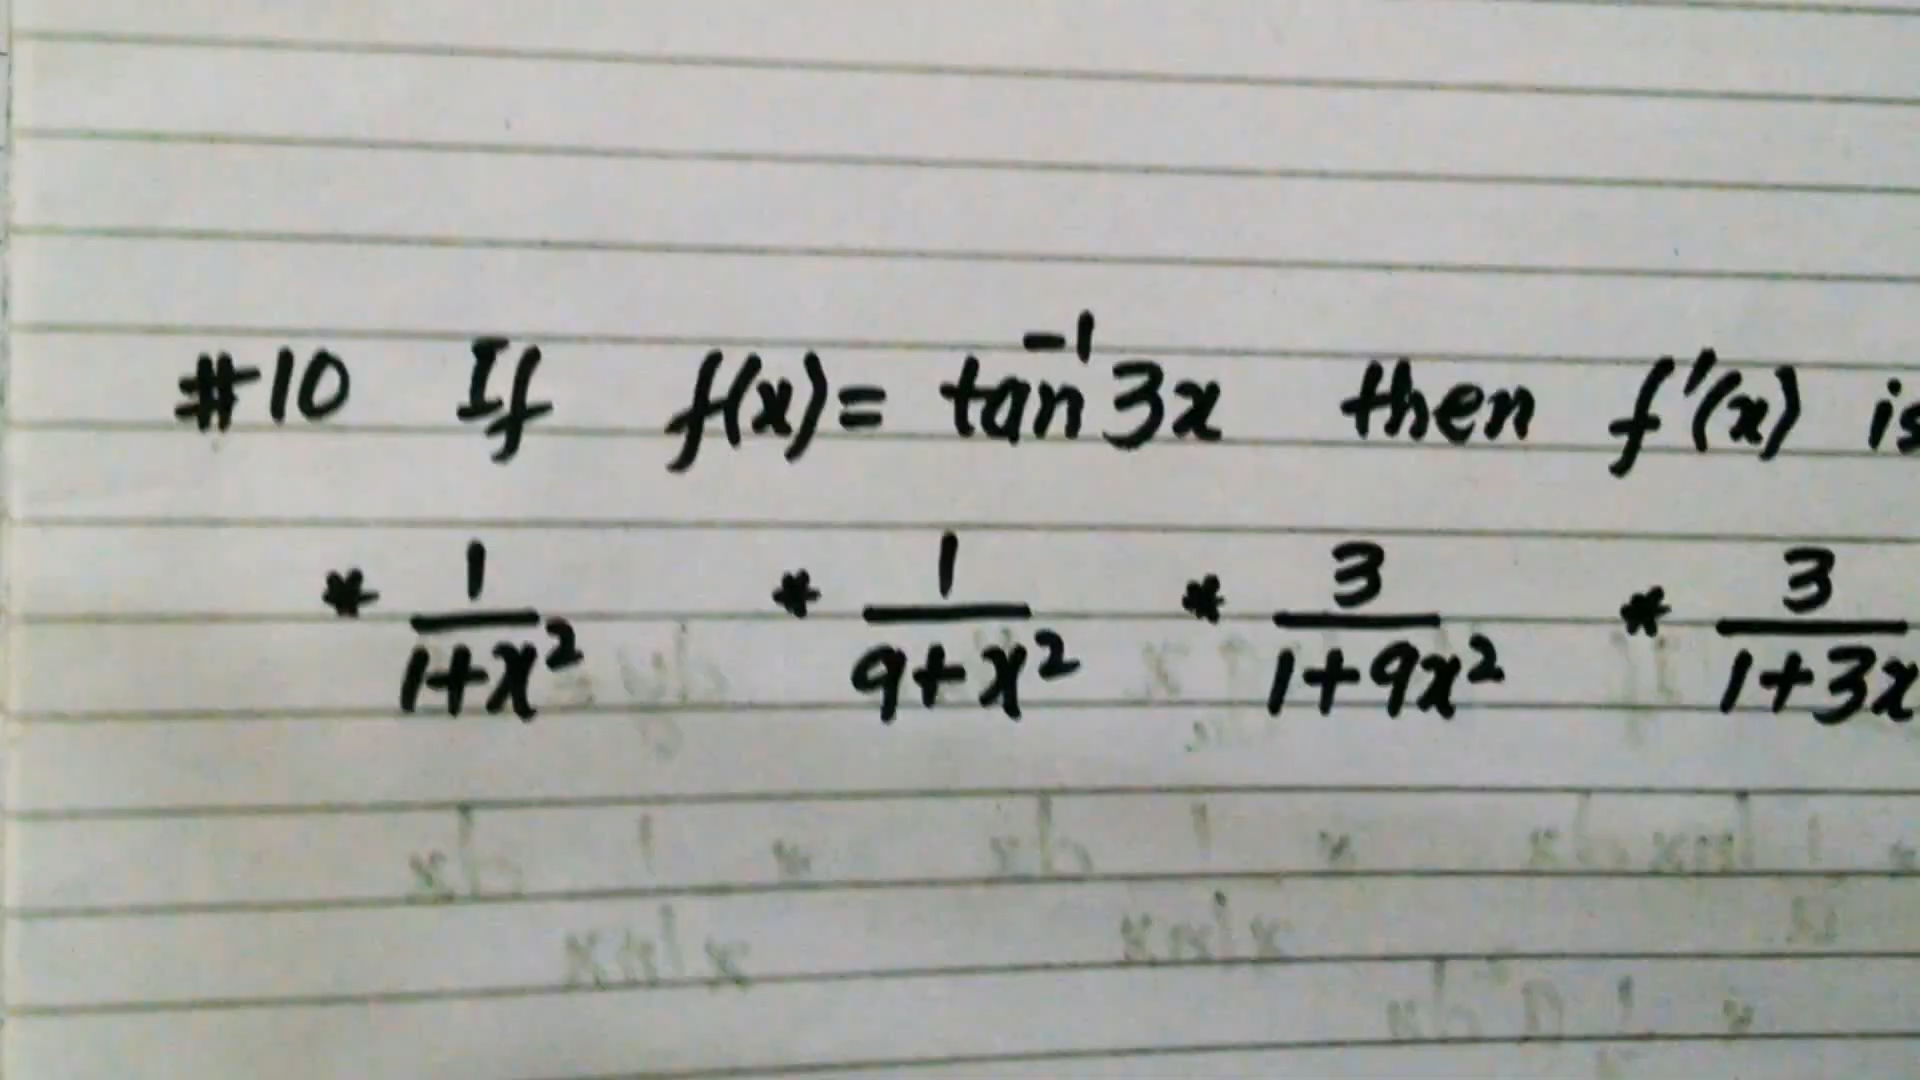 #10 If f(x)= tan⁻¹3x then f'(x) is
* 1/1+x² * 1/9+x² * 3/1+9x² * 3/1+3x